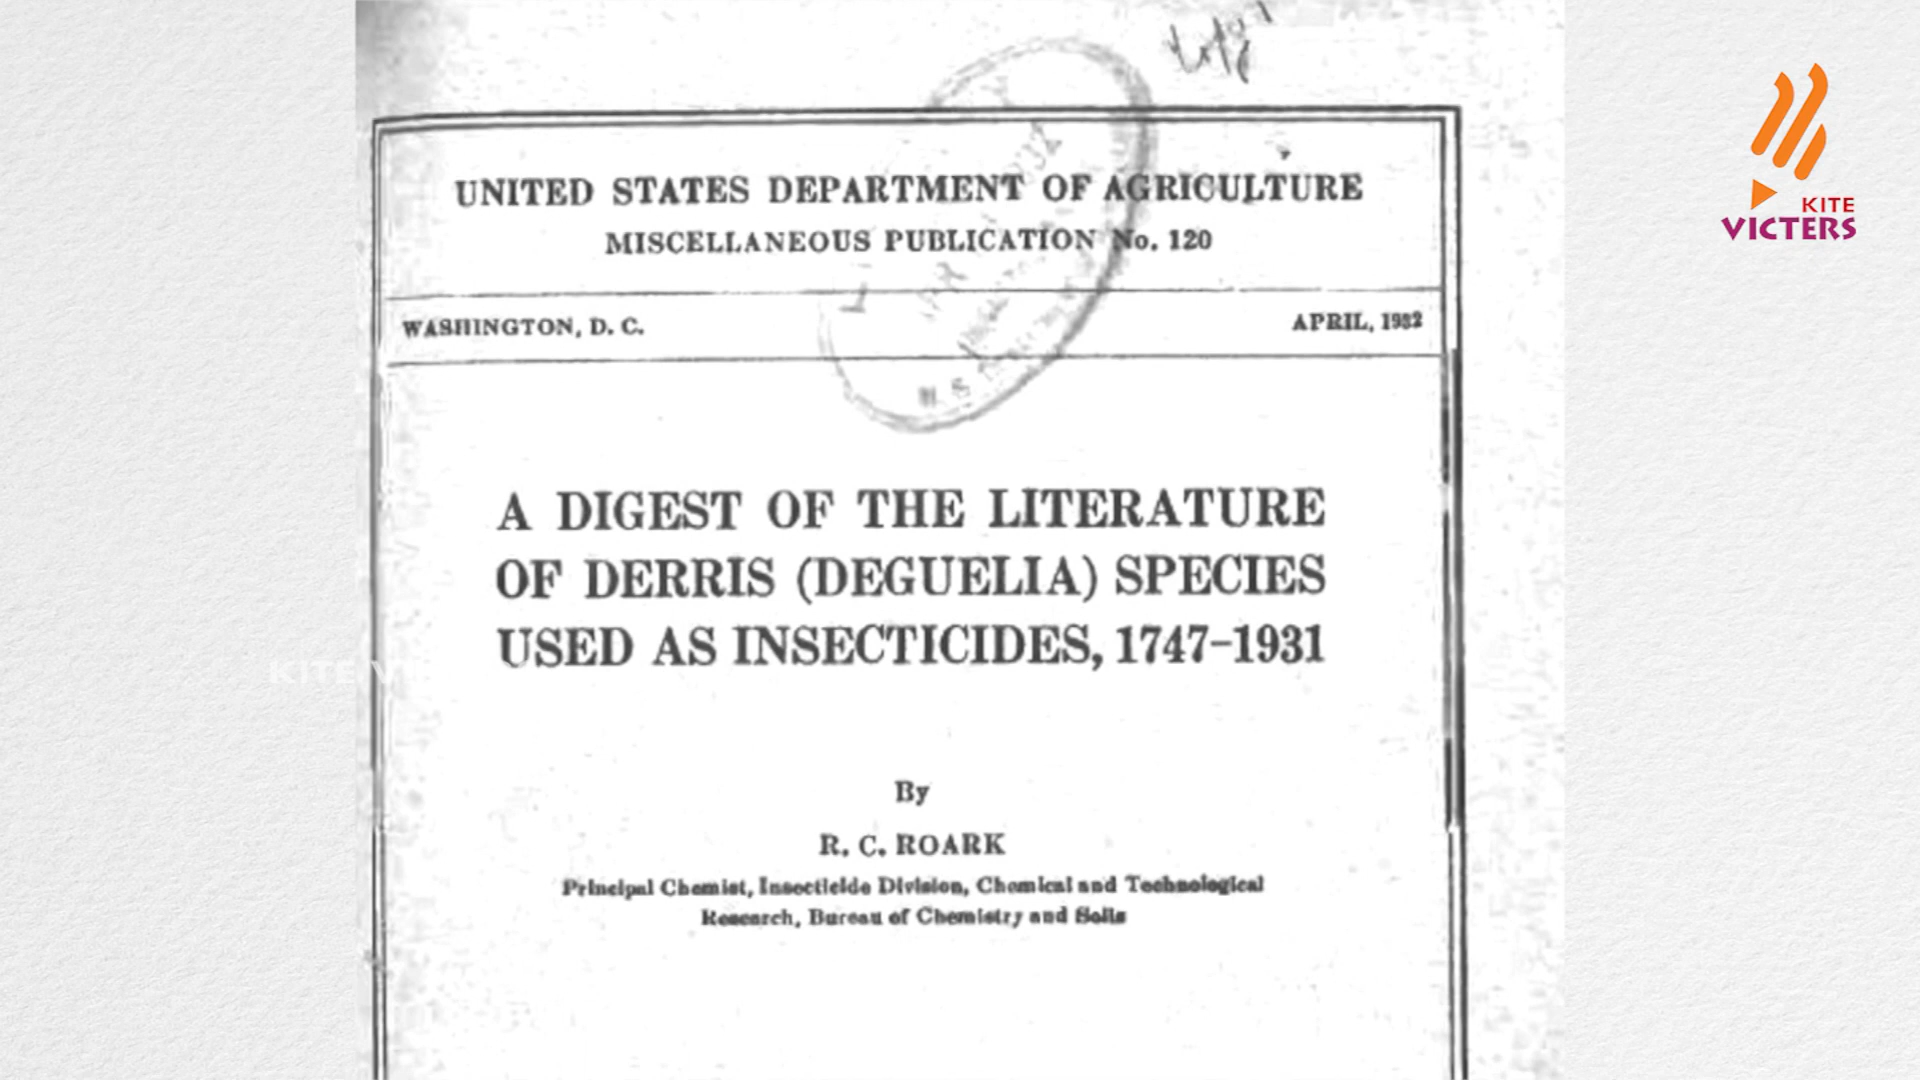 UNITED STATES DEPARTMENT OF AGRICULTURE
MISCELLANEOUS PUBLICATION No. 120
WASHINGTON, D. C.
APRIL, 1932
A DIGEST OF THE LITERATURE
OF DERRIS (DEGUELIA) SPECIES
USED AS INSECTICIDES, 1747–1931
By
R. C. ROARK
Principal Chemist, Insecticide Division, Chemical and Technological
Research, Bureau of Chemistry and Soils
KITE
VICTERS